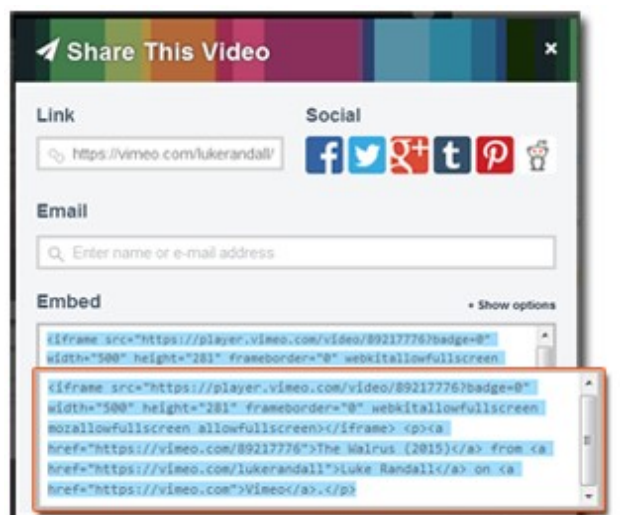 Share This Video ×
Link
Social
https://vimeo.com/lukerandall/
f g+ t p
Email
Enter name or e-mail address
Embed
+ Show options
<iframe src="https://player.vimeo.com/video/89217776?badge=0"
width="500" height="281" frameborder="0" webkitallowfullscreen
<iframe src="https://player.vimeo.com/video/89217776?badge=0"
width="500" height="281" frameborder="0" webkitallowfullscreen
mozallowfullscreen allowfullscreen></iframe> <p><a
href="https://vimeo.com/89217776">The Walrus (2015)</a> from <a
href="https://vimeo.com/lukerandall">Luke Randall</a> on <a
href="https://vimeo.com">Vimeo</a>.</p>